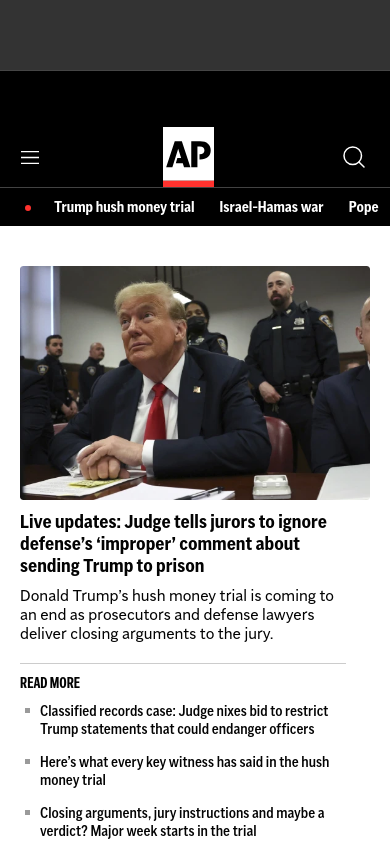 AP
Trump hush money trial Israel-Hamas war Pope
Live updates: Judge tells jurors to ignore
defense’s ‘improper’ comment about
sending Trump to prison
Donald Trump’s hush money trial is coming to
an end as prosecutors and defense lawyers
deliver closing arguments to the jury.
READ MORE
Classified records case: Judge nixes bid to restrict
Trump statements that could endanger officers
Here’s what every key witness has said in the hush
money trial
Closing arguments, jury instructions and maybe a
verdict? Major week starts in the trial